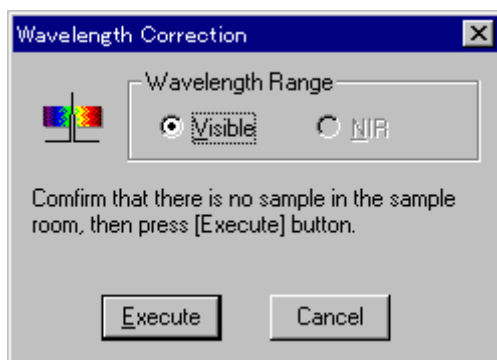 Wavelength Correction
Wavelength Range
Visible NIR
Comfirm that there is no sample in the sample
room, then press [Execute] button.
Execute Cancel